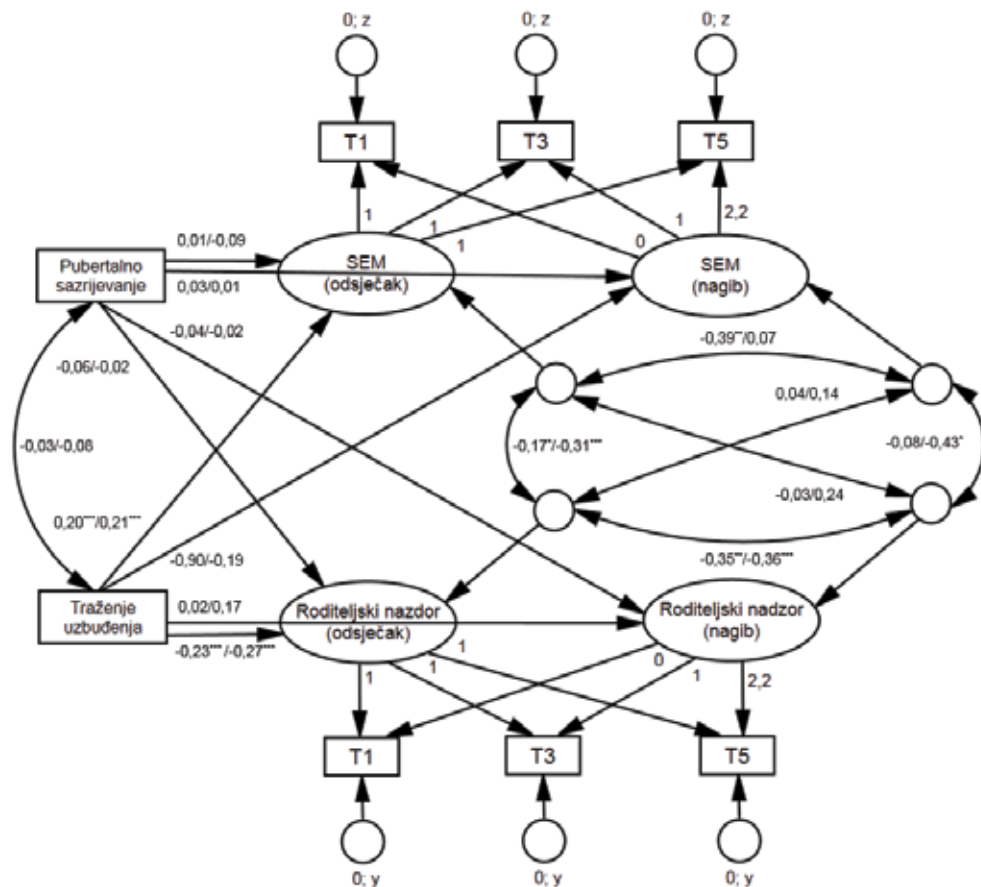 0; z
0; z
0; z
T1
T3
T5
1
1
1
0
1
2,2
0,01/-0,09
Pubertalno
sazrijevanje
0,03/0,01
SEM
(odsječak)
SEM
(nagib)
-0,04/-0,02
-0,39**/0,07
-0,06/-0,02
0,04/0,14
-0,03/-0,08
-0,17*/-0,31***
-0,08/-0,43*
-0,03/0,24
0,20***/0,21***
-0,90/-0,19
-0,35**/-0,36***
Traženje
uzbuđenja
0,02/0,17
-0,23***/-0,27***
Roditeljski nazdor
(odsječak)
Roditeljski nadzor
(nagib)
1
1
1
0
1
2,2
T1
T3
T5
0; y
0; y
0; y